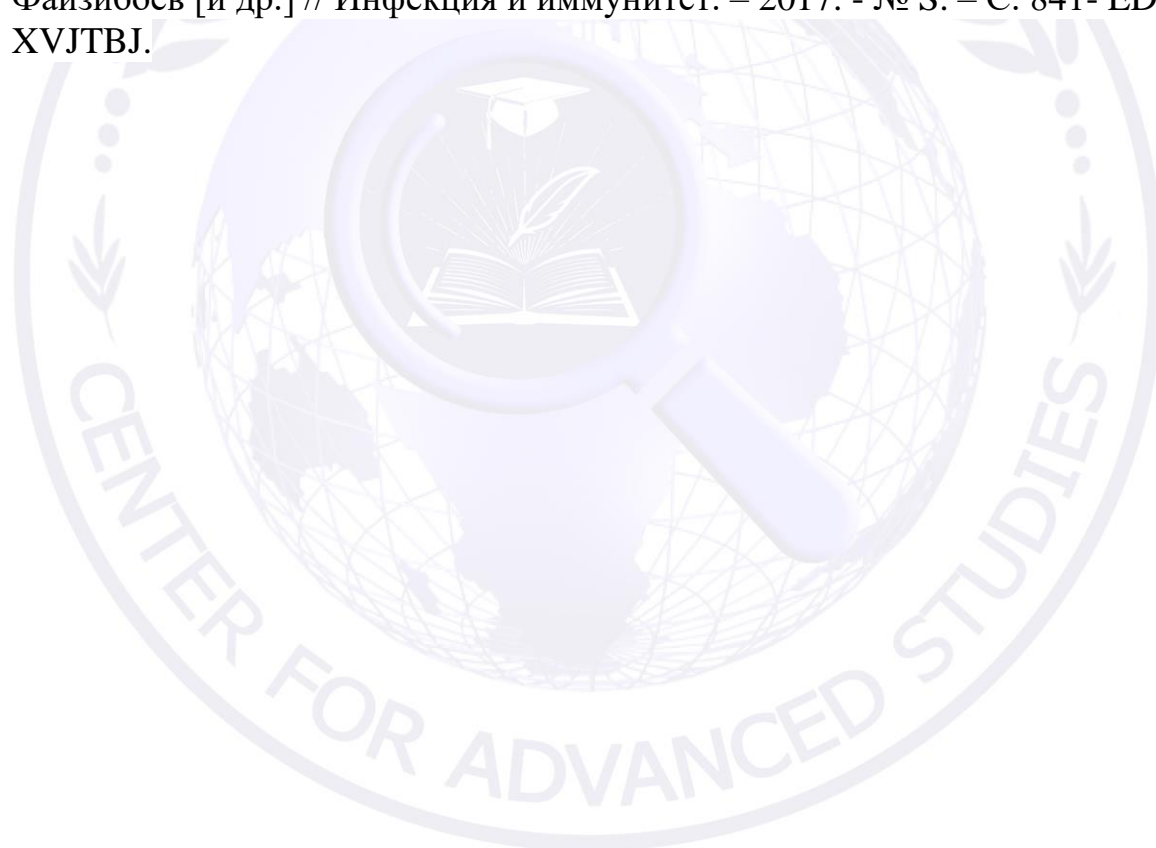 Файзибоев [и др.] // Инфекция и иммунитет. – 2017. - № S. – С. 841- ED
XVJTBJ.
CENTER FOR ADVANCED STUDIES